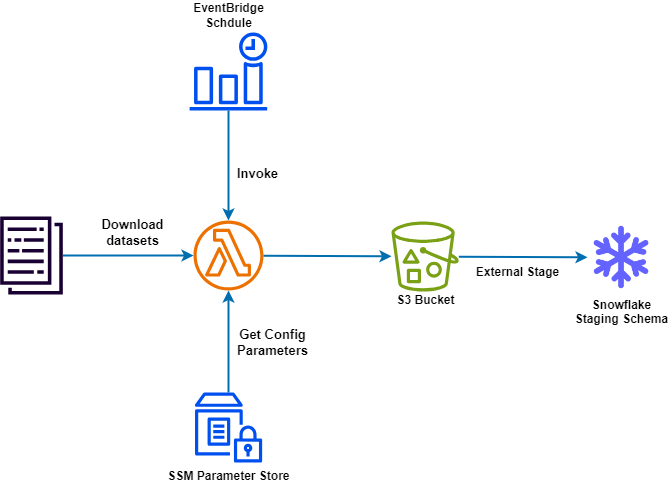 EventBridge
Schdule
Invoke
Download
datasets
External Stage
S3 Bucket
Snowflake
Staging Schema
Get Config
Parameters
SSM Parameter Store